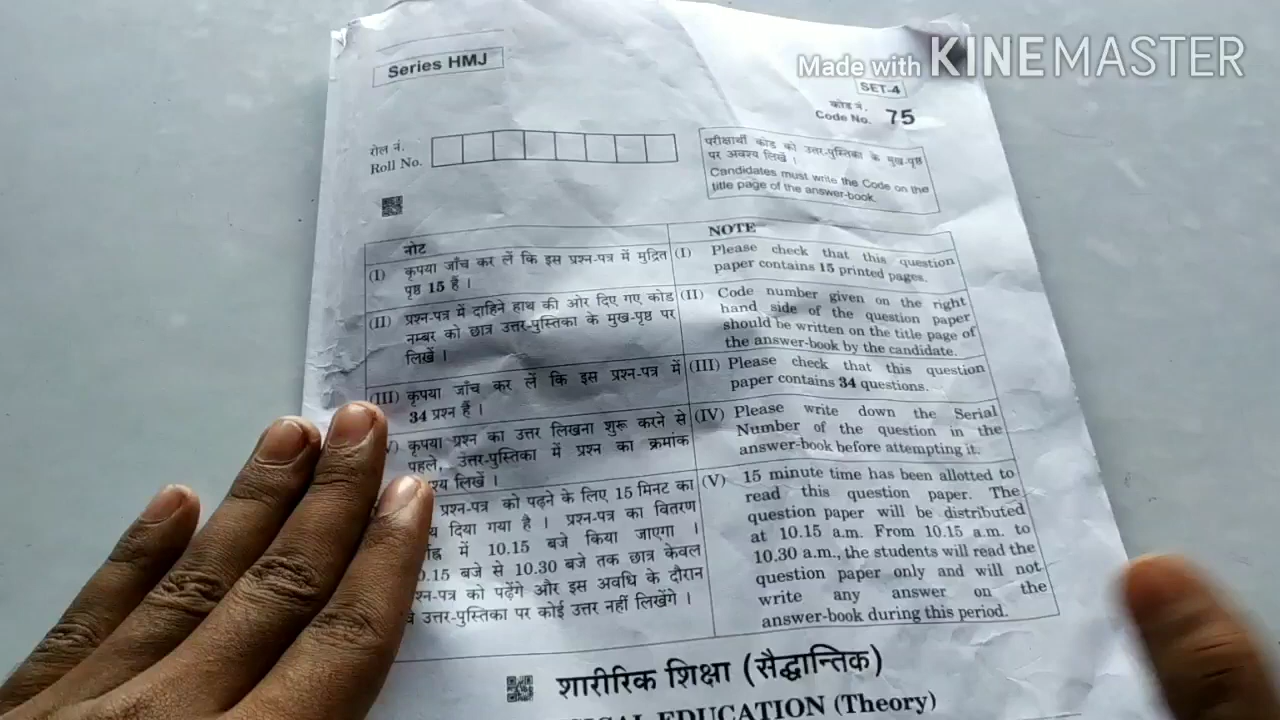 Made with KINEMASTER
Series HMJ
SET-4
कोड नं.
Code No. 75
रोल नं.
Roll No.
परीक्षार्थी कोड को उत्तर-पुस्तिका के मुख-पृष्ठ
पर अवश्य लिखें ।
Candidates must write the Code on the
title page of the answer-book.
नोट
(I) कृपया जाँच कर लें कि इस प्रश्न-पत्र में मुद्रित
पृष्ठ 15 हैं ।
(II) प्रश्न-पत्र में दाहिने हाथ की ओर दिए गए कोड
नम्बर को छात्र उत्तर-पुस्तिका के मुख-पृष्ठ पर
लिखें ।
(III) कृपया जाँच कर लें कि इस प्रश्न-पत्र में
34 प्रश्न हैं ।
कृपया प्रश्न का उत्तर लिखना शुरू करने से
पहले, उत्तर-पुस्तिका में प्रश्न का क्रमांक
लिखें ।
प्रश्न-पत्र को पढ़ने के लिए 15 मिनट का
दिया गया है । प्रश्न-पत्र का वितरण
में 10.15 बजे किया जाएगा ।
बजे से 10.30 बजे तक छात्र केवल
को पढ़ेंगे और इस अवधि के दौरान
उत्तर-पुस्तिका पर कोई उत्तर नहीं लिखेंगे ।
NOTE
(I) Please check that this question
paper contains 15 printed pages.
(II) Code number given on the right
hand side of the question paper
should be written on the title page of
the answer-book by the candidate.
(III) Please check that this question
paper contains 34 questions.
(IV) Please write down the Serial
Number of the question in the
answer-book before attempting it.
(V) 15 minute time has been allotted to
read this question paper. The
question paper will be distributed
at 10.15 a.m. From 10.15 a.m. to
10.30 a.m., the students will read the
question paper only and will not
write any answer on the
answer-book during this period.
शारीरिक शिक्षा (सैद्धान्तिक)
EDUCATION (Theory)